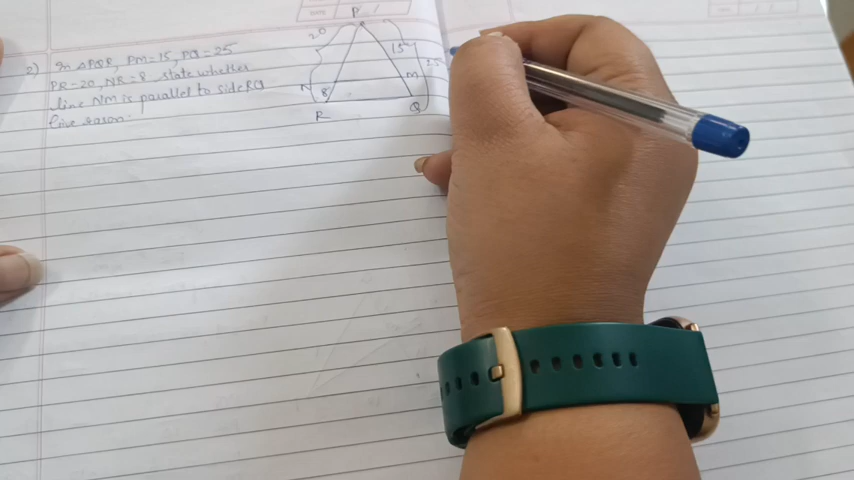 2) In △PQR, PM=15, PQ=25
PR=20, NR=8 state whether
line NM is parallel to side RQ
Give reason.
P
20
15
25
N
M
8
R
Q